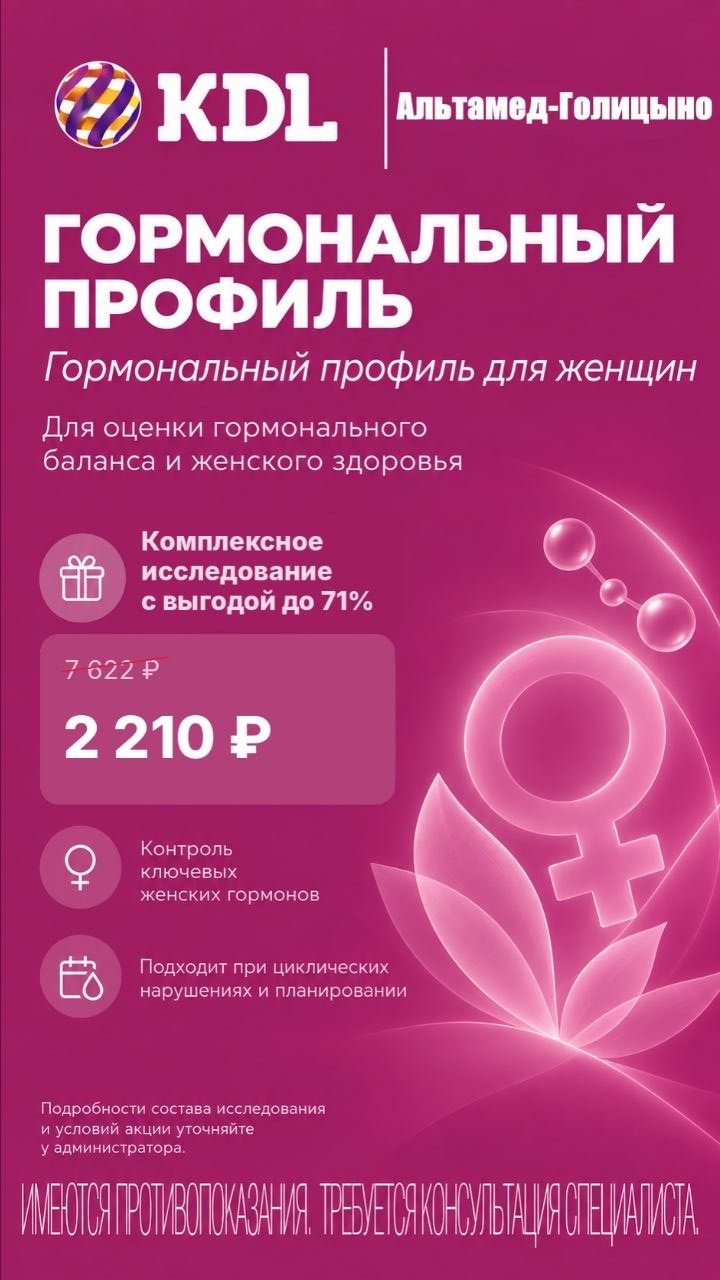 KDL
Альтамед-Голицыно
ГОРМОНАЛЬНЫЙ
ПРОФИЛЬ
Гормональный профиль для женщин
Для оценки гормонального
баланса и женского здоровья
Комплексное
исследование
с выгодой до 71%
7 622 ₽
2 210 ₽
Контроль
ключевых
женских гормонов
Подходит при циклических
нарушениях и планировании
Подробности состава исследования
и условий акции уточняйте
у администратора.
ИМЕЮТСЯ ПРОТИВОПОКАЗАНИЯ. ТРЕБУЕТСЯ КОНСУЛЬТАЦИЯ СПЕЦИАЛИСТА.